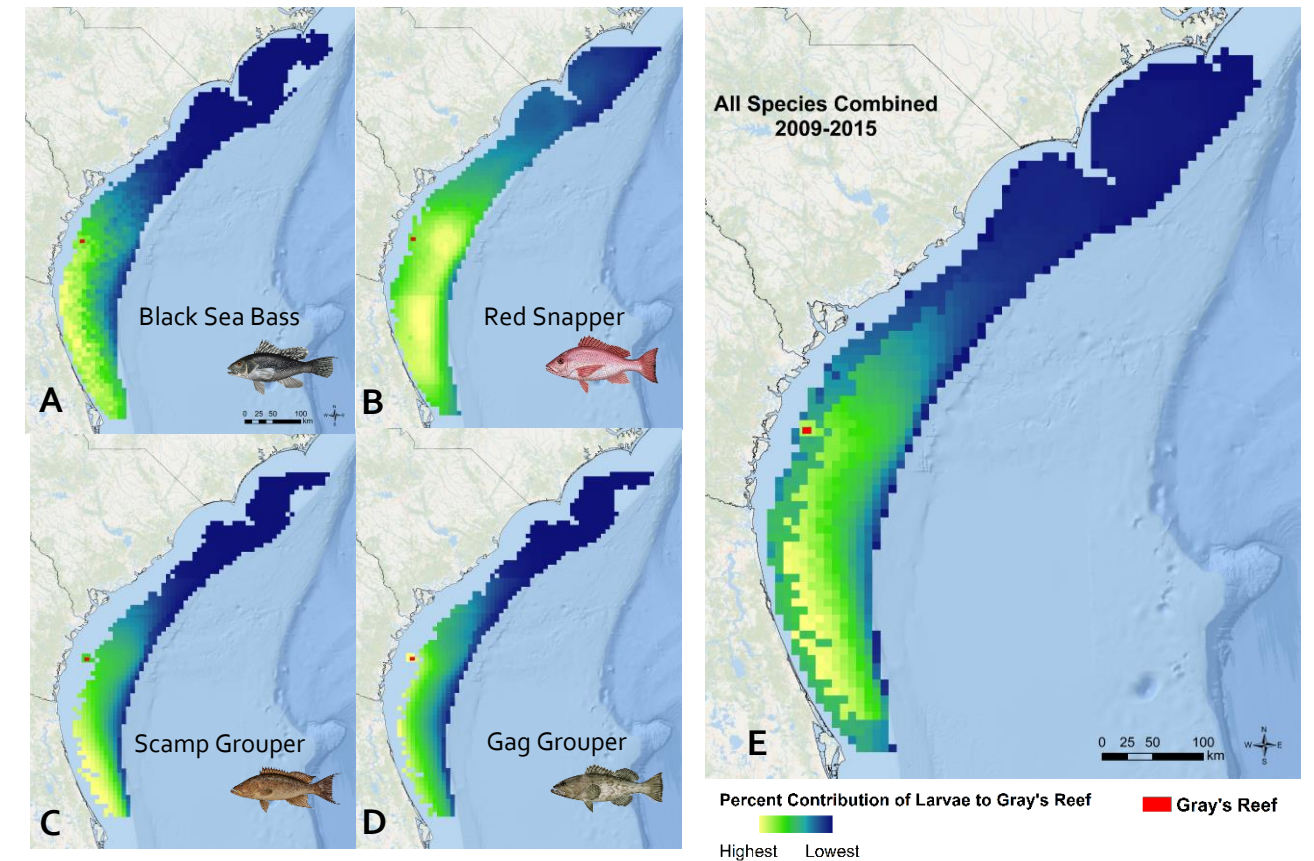 Black Sea Bass
A
0 25 50 100
km
N
W E
S
Red Snapper
B
Scamp Grouper
C
Gag Grouper
D
All Species Combined
2009-2015
E
0 25 50 100
km
N
W E
S
Percent Contribution of Larvae to Gray's Reef
Highest Lowest
Gray's Reef